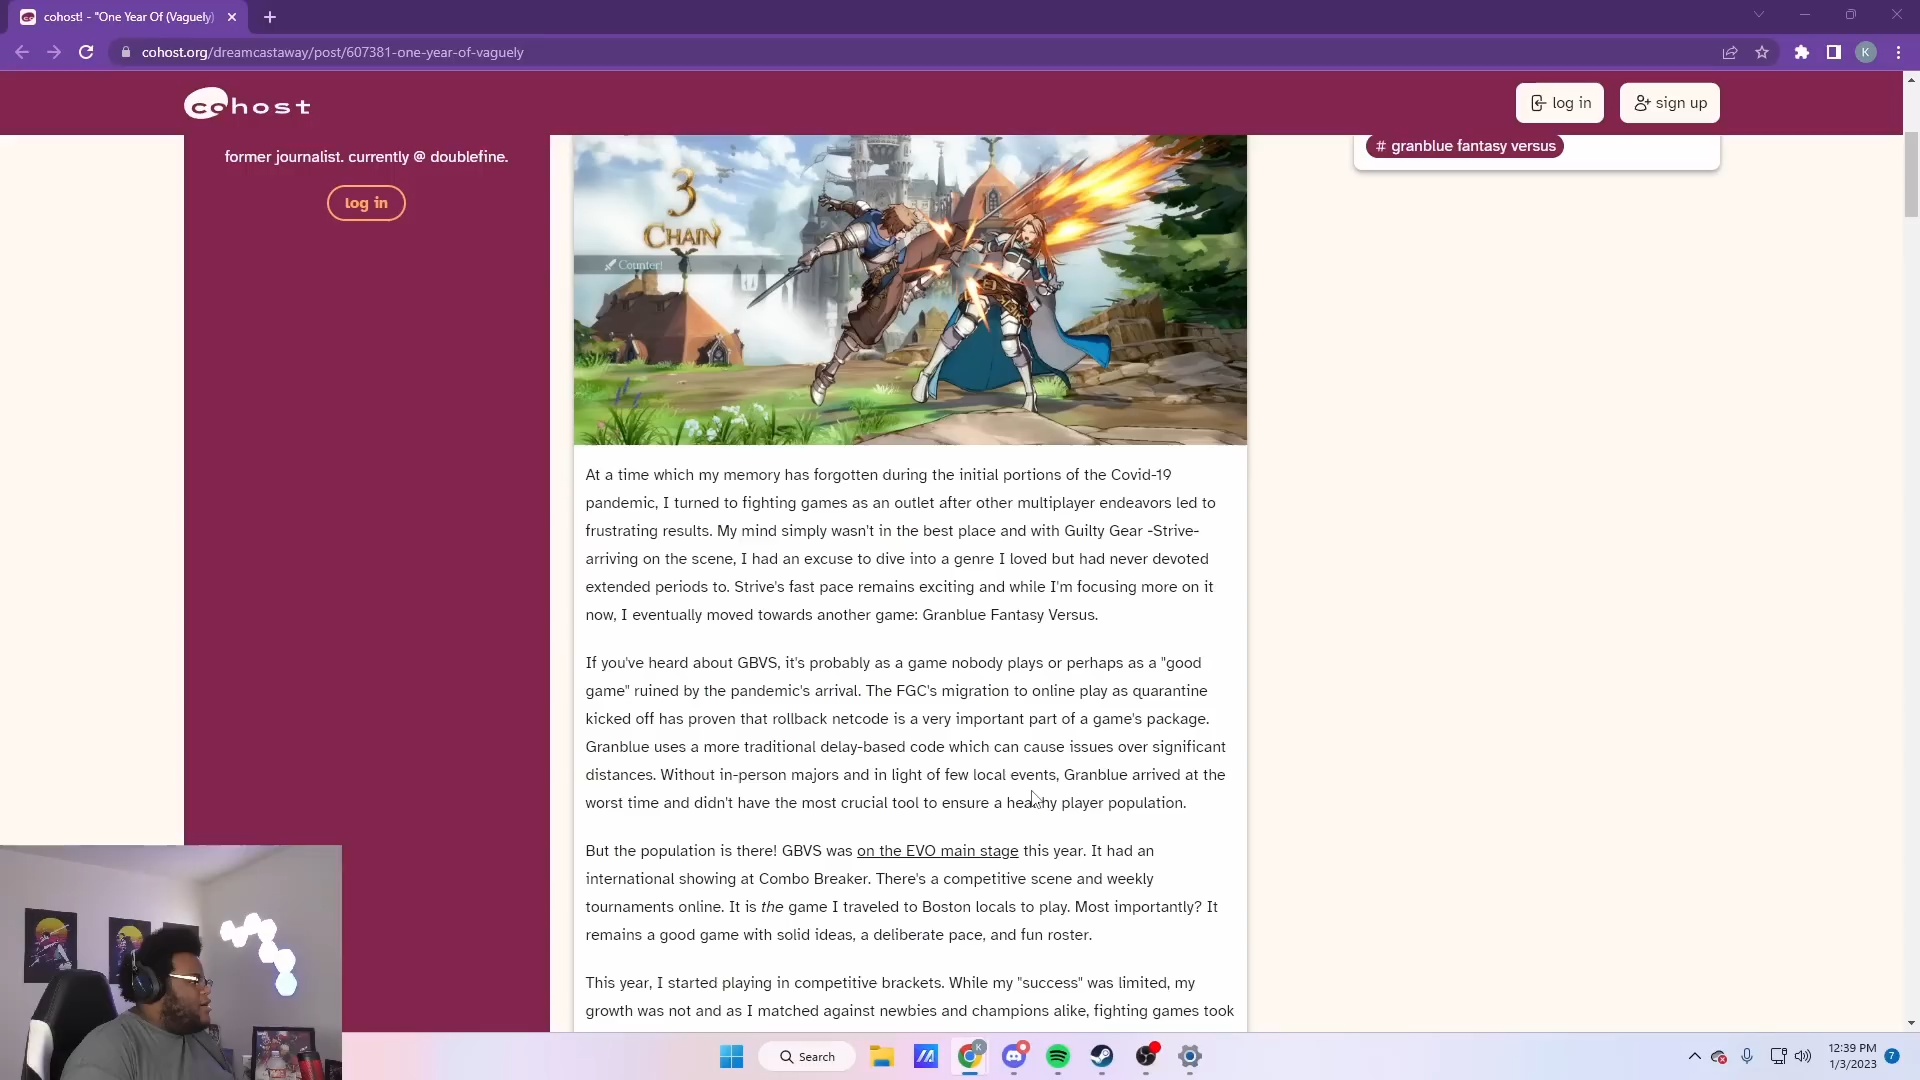 cohost! - "One Year Of (Vaguely)
cohost.org/dreamcastaway/post/607381-one-year-of-vaguely
K
cohost
log in
sign up
former journalist. currently @ doublefine.
log in
# granblue fantasy versus
3
CHAIN
Counter!
At a time which my memory has forgotten during the initial portions of the Covid-19
pandemic, I turned to fighting games as an outlet after other multiplayer endeavors led to
frustrating results. My mind simply wasn't in the best place and with Guilty Gear -Strive-
arriving on the scene, I had an excuse to dive into a genre I loved but had never devoted
extended periods to. Strive's fast pace remains exciting and while I'm focusing more on it
now, I eventually moved towards another game: Granblue Fantasy Versus.
If you've heard about GBVS, it's probably as a game nobody plays or perhaps as a "good
game" ruined by the pandemic's arrival. The FGC's migration to online play as quarantine
kicked off has proven that rollback netcode is a very important part of a game's package.
Granblue uses a more traditional delay-based code which can cause issues over significant
distances. Without in-person majors and in light of few local events, Granblue arrived at the
worst time and didn't have the most crucial tool to ensure a healthy player population.
But the population is there! GBVS was on the EVO main stage this year. It had an
international showing at Combo Breaker. There's a competitive scene and weekly
tournaments online. It is the game I traveled to Boston locals to play. Most importantly? It
remains a good game with solid ideas, a deliberate pace, and fun roster.
This year, I started playing in competitive brackets. While my "success" was limited, my
growth was not and as I matched against newbies and champions alike, fighting games took
Search
12:39 PM
1/3/2023
7